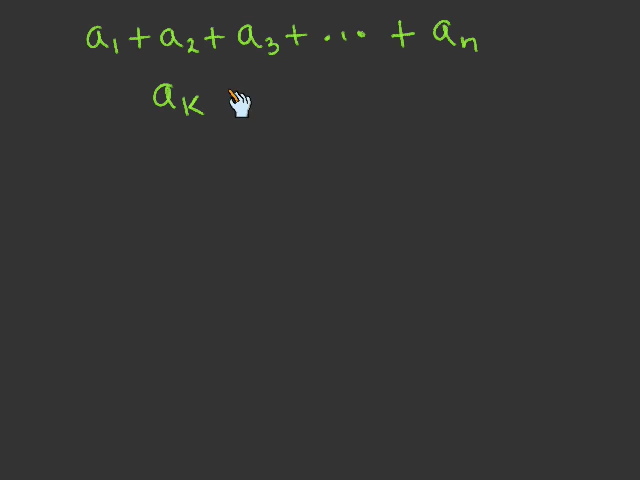 a₁ + a₂ + a₃ + ... + aₙ
aₖ